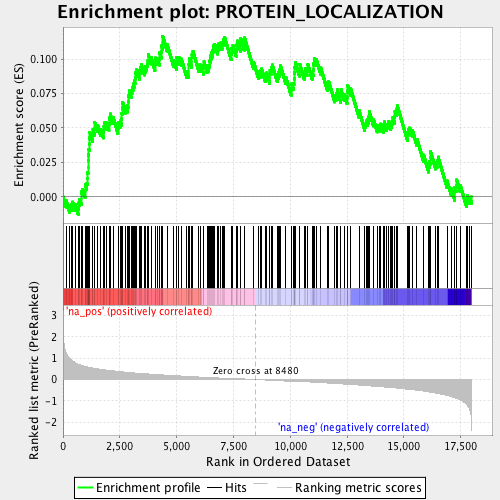 Enrichment plot: PROTEIN_LOCALIZATION
Enrichment score (ES)
0.100
0.075
0.050
0.025
0.000
'na_pos' (positively correlated)
Ranked list metric (PreRanked)
3
2
1
0
-1
-2
Zero cross at 8480
'na_neg' (negatively correlated)
0
2,500
5,000
7,500
10,000
12,500
15,000
17,500
Rank in Ordered Dataset
Enrichment profile
Hits
Ranking metric scores